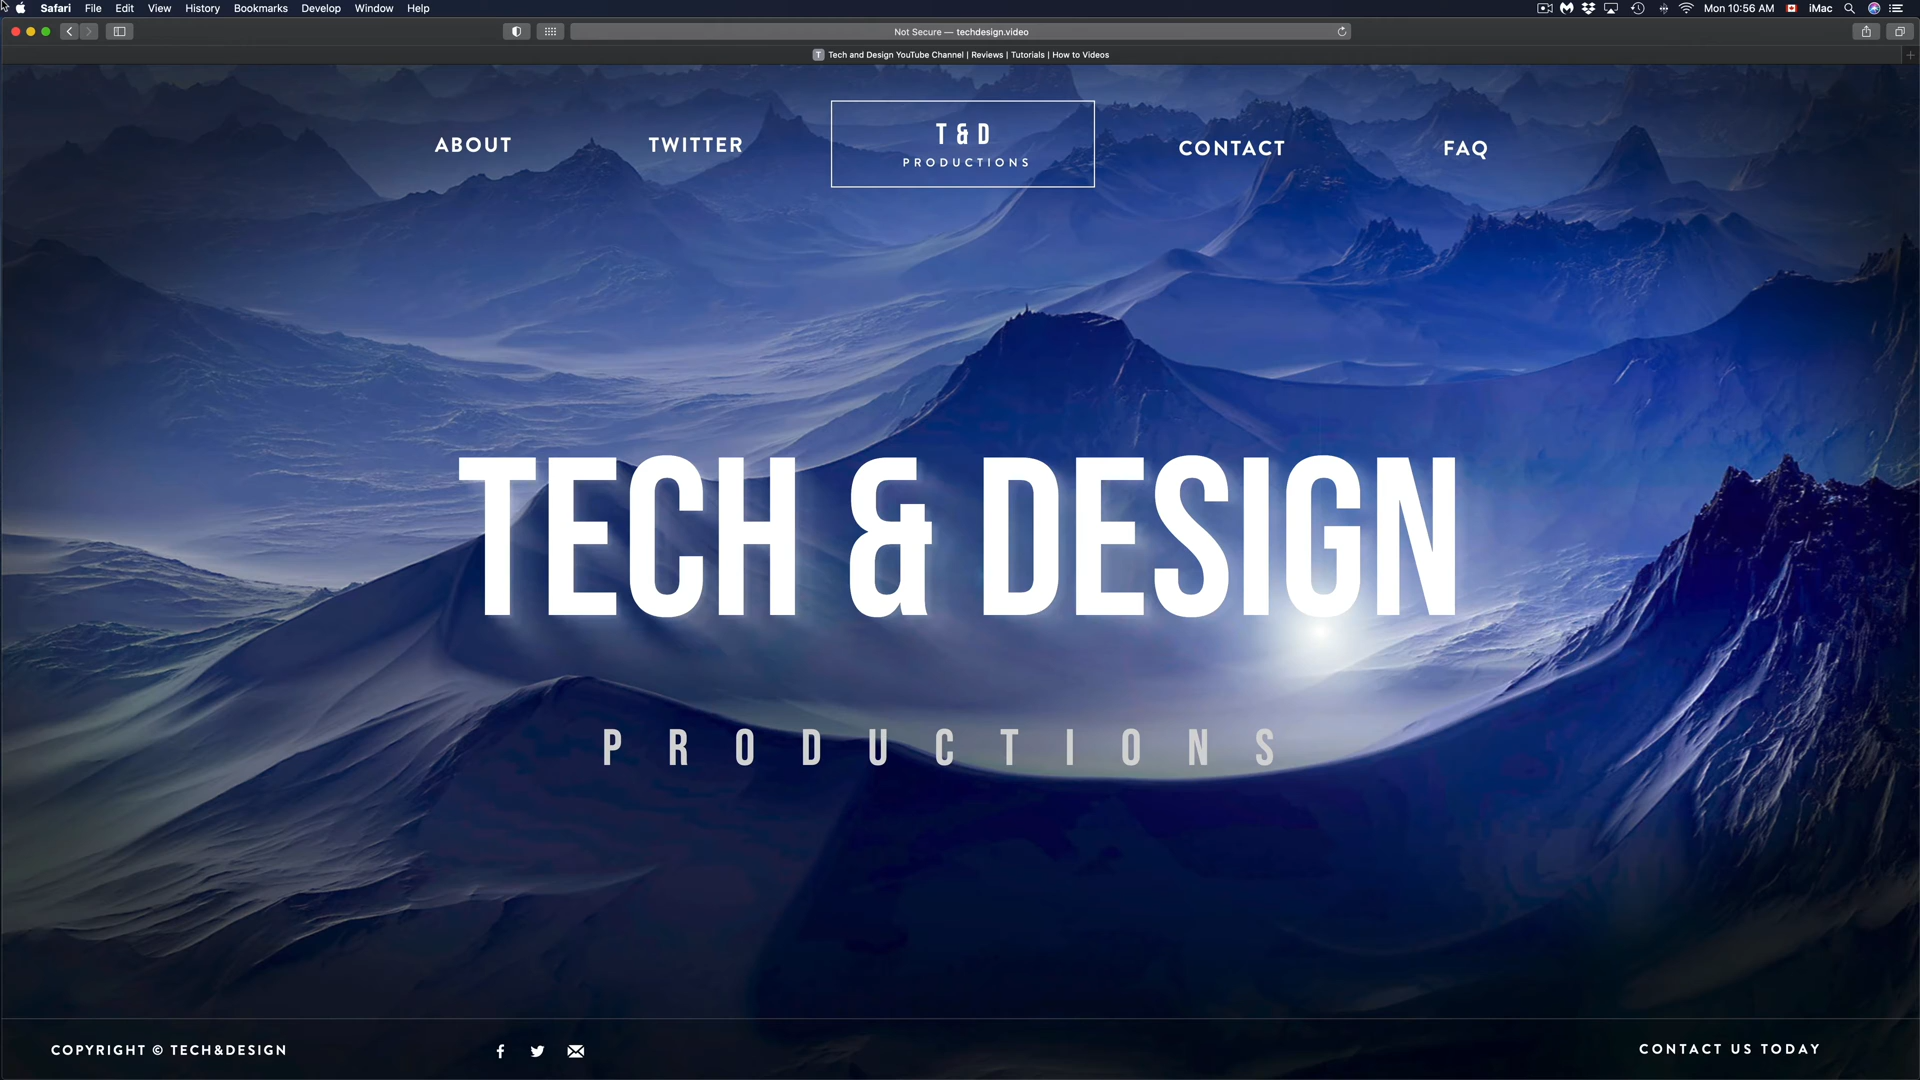 Safari File Edit View History Bookmarks Develop Window Help Mon 10:56 AM iMac
Not Secure — techdesign.video
T Tech and Design YouTube Channel | Reviews | Tutorials | How to Videos
ABOUT TWITTER T & D CONTACT FAQ
PRODUCTIONS
TECH & DESIGN
PRODUCTIONS
COPYRIGHT © TECH&DESIGN CONTACT US TODAY